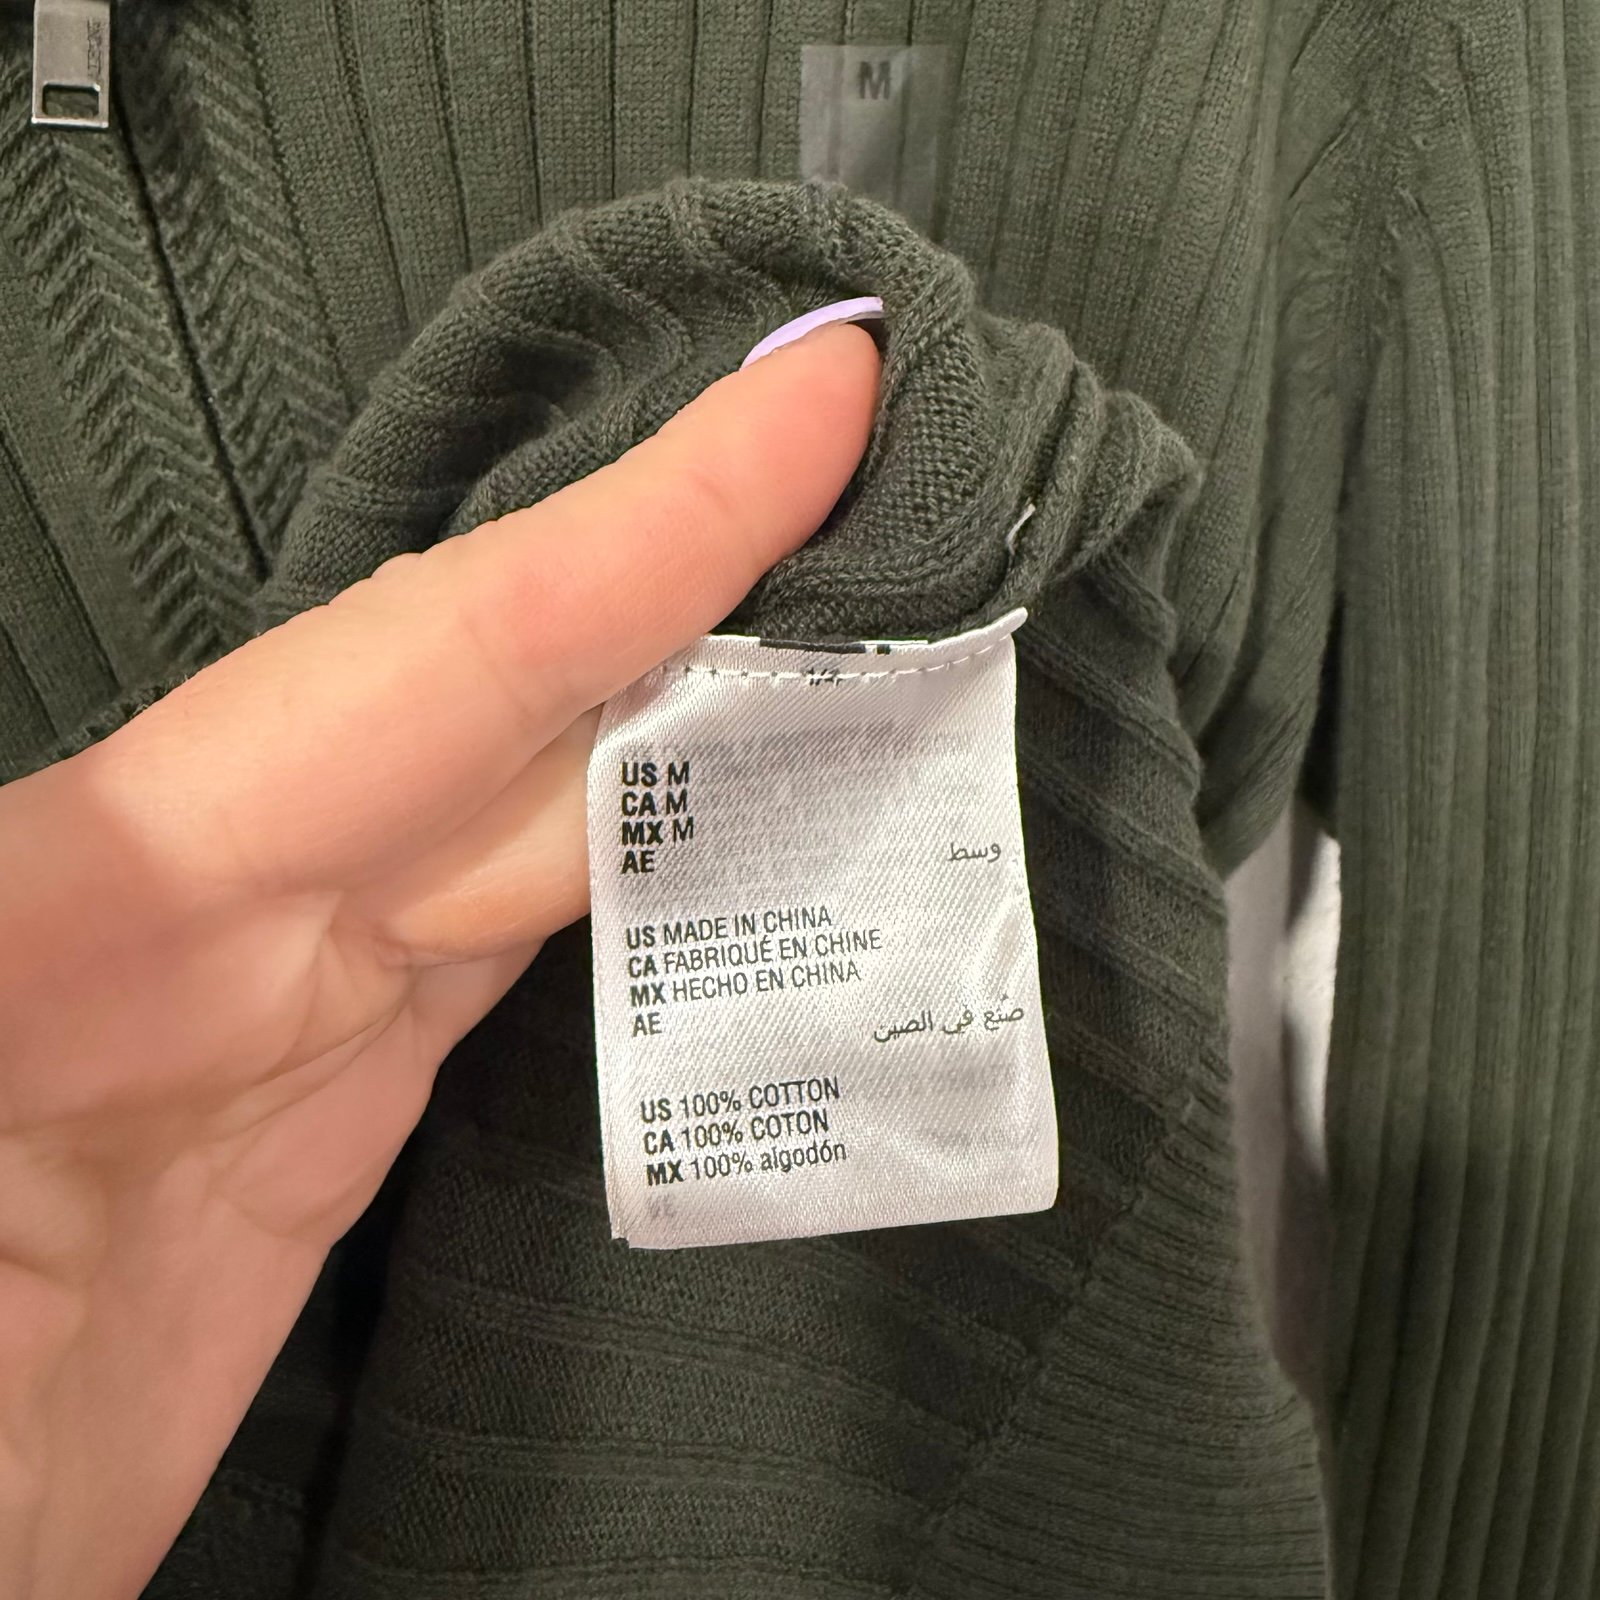 M
US M
CA M
MX M
AE
وسط
US MADE IN CHINA
CA FABRIQUÉ EN CHINE
MX HECHO EN CHINA
AE
صُنع في الصين
US 100% COTTON
CA 100% COTON
MX 100% algodón